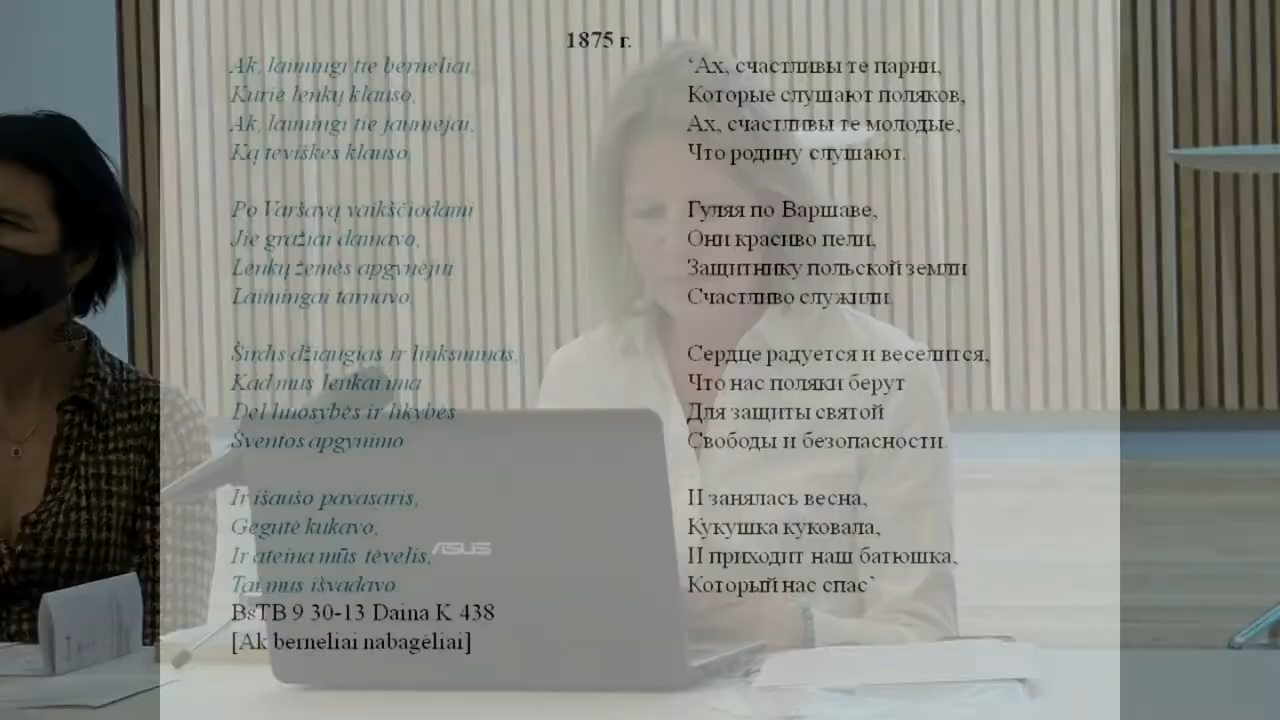 1875 г.
Ak, laimingi tie berneliai,
Kurie lenkų klauso,
Ak, laimingi tie jauniejai,
Ką tėviškės klauso.
Po Varšavą vaikščiodami
Jie gražiai dainavo,
Lenkų žemės apgynėjui
Laimingai tarnavo.
Širdis džiaugias ir linksminas,
Kad mus lenkai ima
Dėl liuosybės ir likybės
Šventos apgynimo
Ir išaušo pavasaris,
Gegutė kukavo,
Ir ateina mūs tėvelis,
Tai mus išvadavo.
BsTB 9 30-13 Daina K 438
[Ak berneliai nabagėliai]
‘Ах, счастливы те парни,
Которые слушают поляков,
Ах, счастливы те молодые,
Что родину слушают.
Гуляя по Варшаве,
Они красиво пели,
Защитнику польской земли
Счастливо служили.
Сердце радуется и веселится,
Что нас поляки берут
Для защиты святой
Свободы и безопасности.
И занялась весна,
Кукушка куковала,
И приходит наш батюшка,
Который нас спас’
ASUS